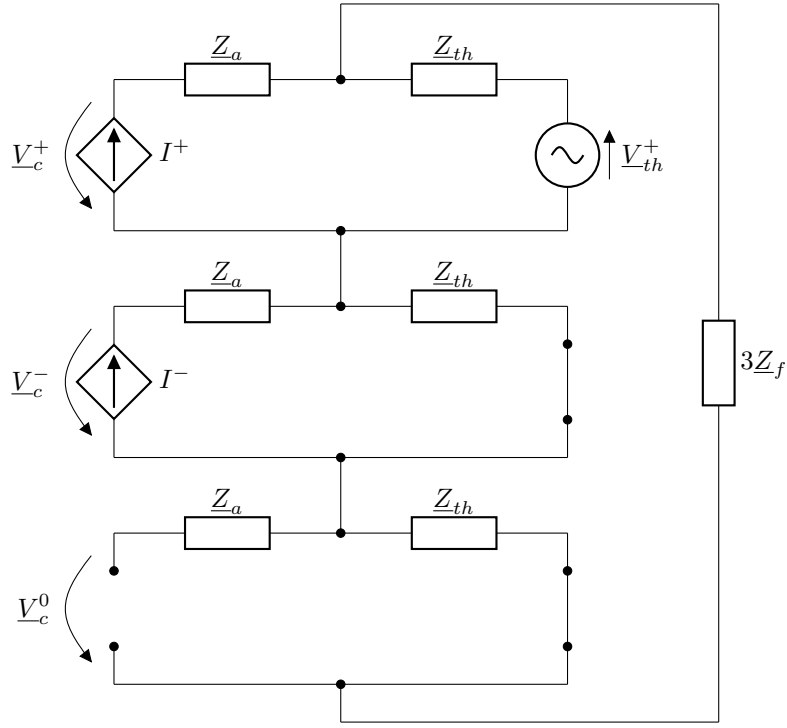 Z_a
Z_th
V_c^+
I^+
V_th^+
Z_a
Z_th
V_c^-
I^-
3Z_f
Z_a
Z_th
V_c^0